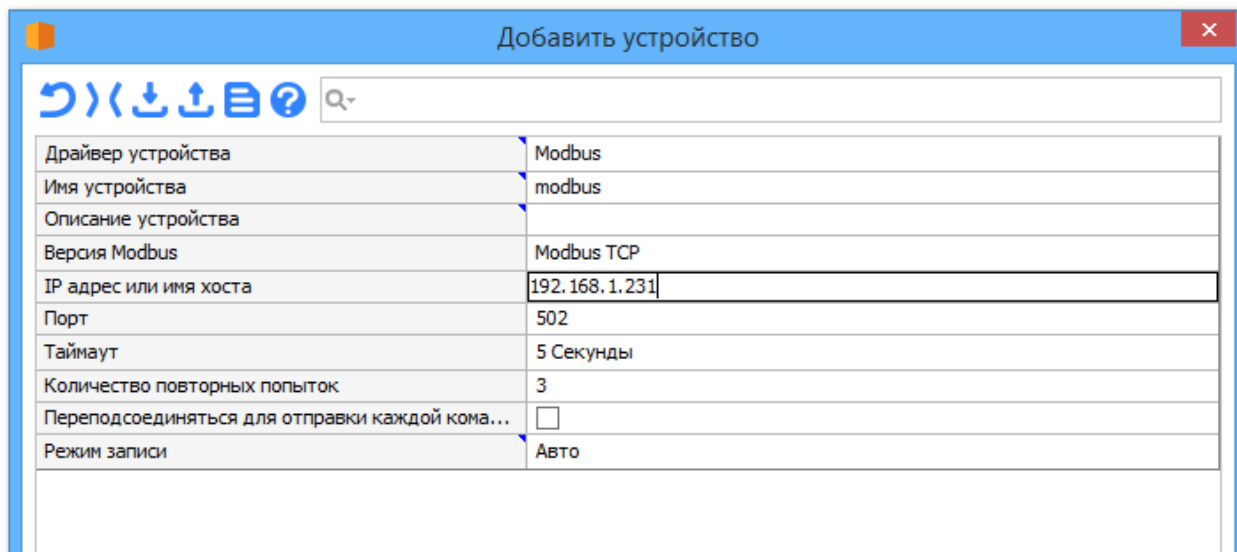 Добавить устройство
Драйвер устройства Modbus
Имя устройства modbus
Описание устройства
Версия Modbus Modbus TCP
IP адрес или имя хоста 192.168.1.231
Порт 502
Таймаут 5 Секунды
Количество повторных попыток 3
Переподсоединяться для отправки каждой кома...
Режим записи Авто